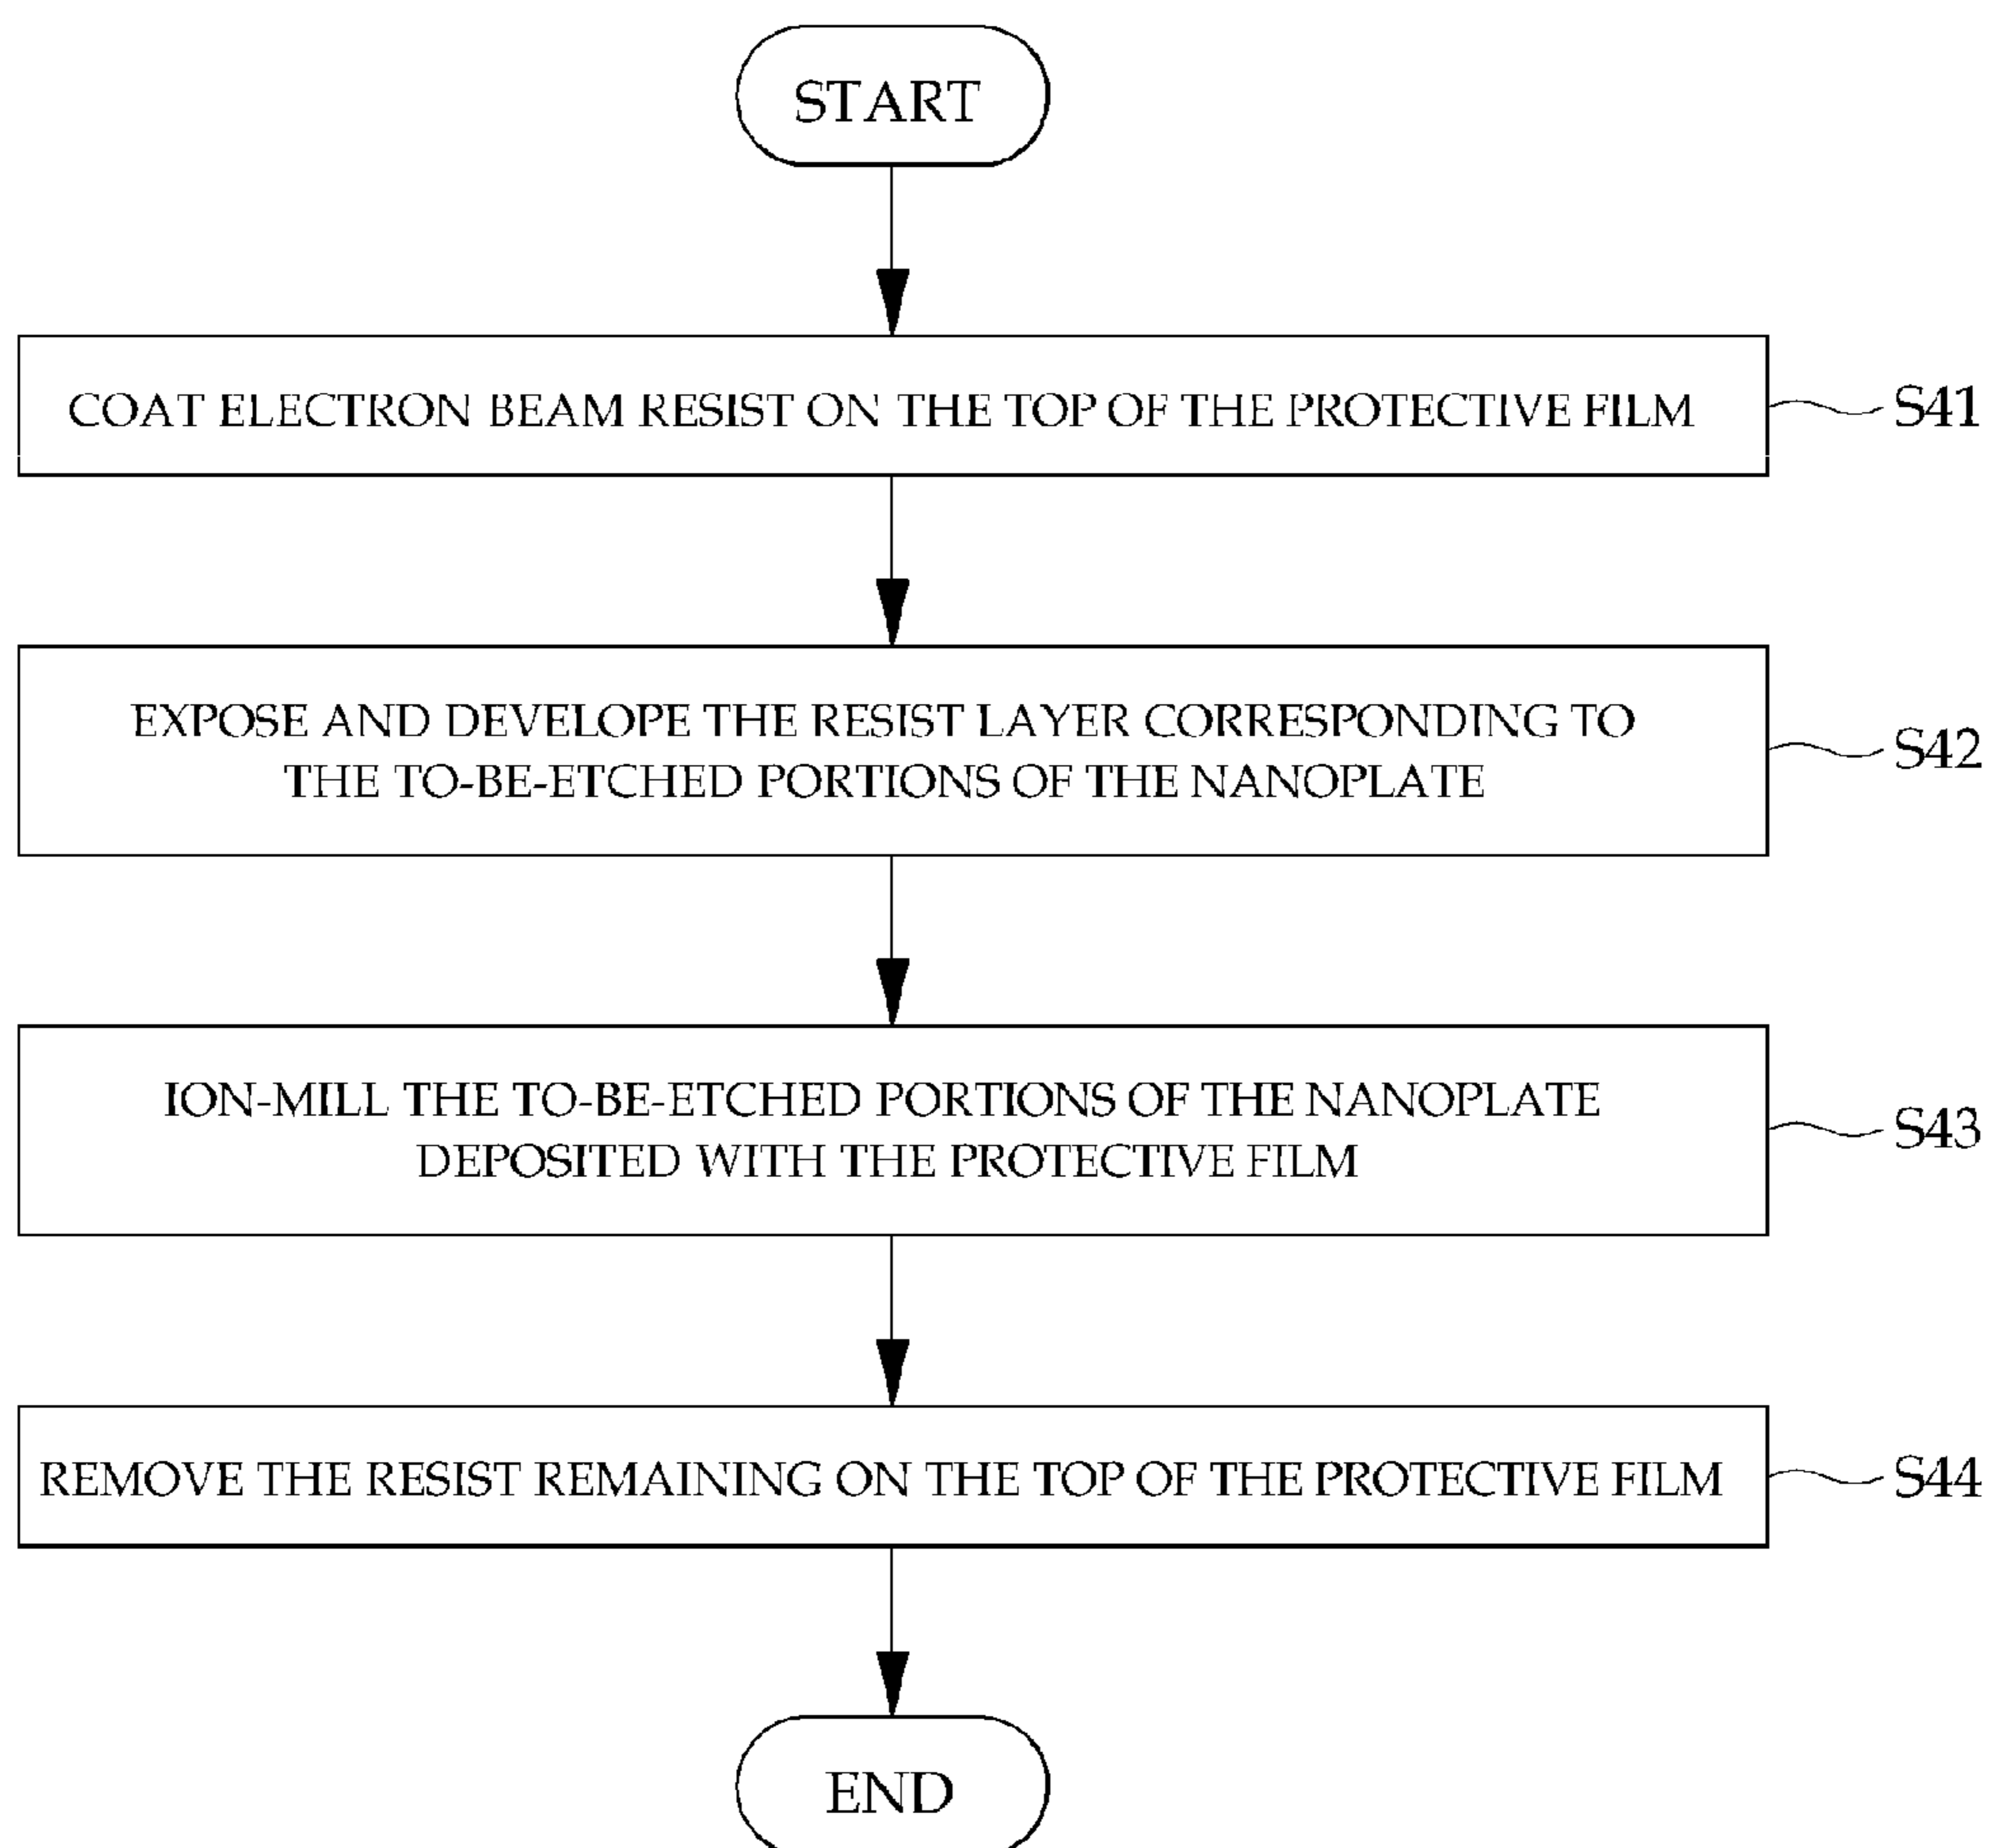 START
COAT ELECTRON BEAM RESIST ON THE TOP OF THE PROTECTIVE FILM
S41
EXPOSE AND DEVELOPE THE RESIST LAYER CORRESPONDING TO
THE TO-BE-ETCHED PORTIONS OF THE NANOPLATE
S42
ION-MILL THE TO-BE-ETCHED PORTIONS OF THE NANOPLATE
DEPOSITED WITH THE PROTECTIVE FILM
S43
REMOVE THE RESIST REMAINING ON THE TOP OF THE PROTECTIVE FILM
S44
END